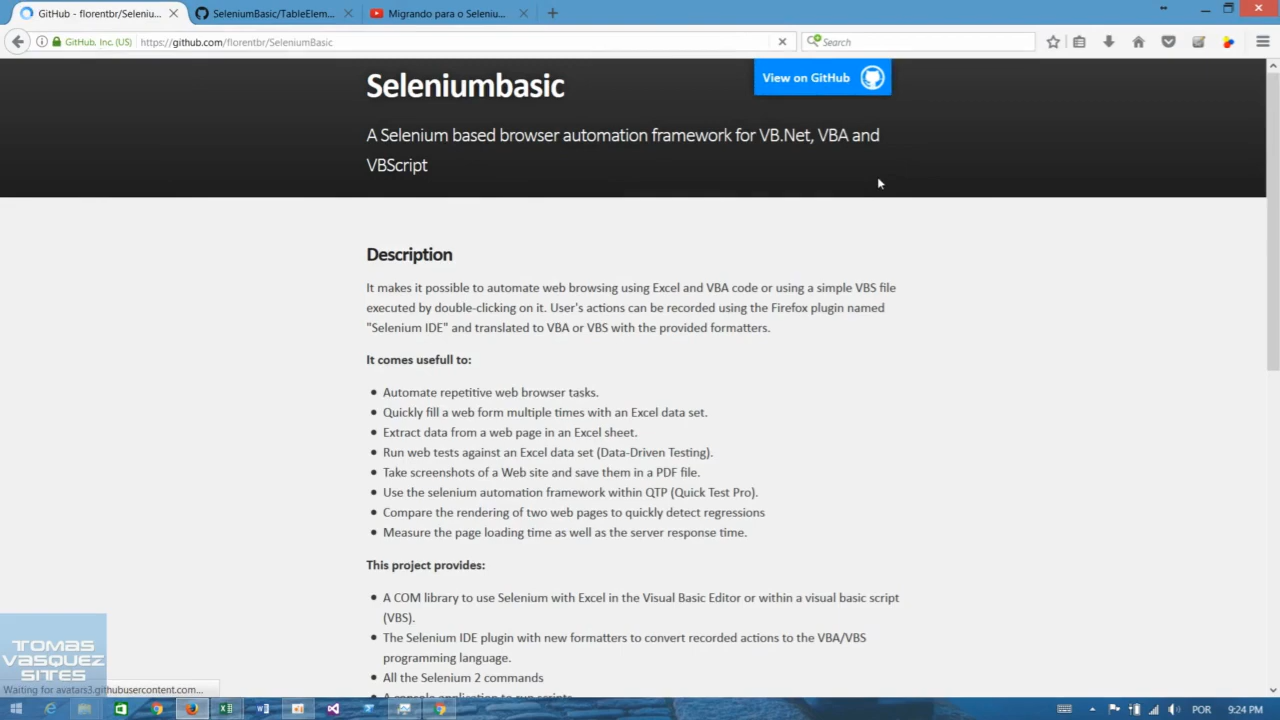 GitHub - florentbr/Seleniu...
SeleniumBasic/TableElem...
Migrando para o Seleniu...
GitHub, Inc. (US)
https://github.com/florentbr/SeleniumBasic
Search
Seleniumbasic
View on GitHub
A Selenium based browser automation framework for VB.Net, VBA and
VBScript
Description
It makes it possible to automate web browsing using Excel and VBA code or using a simple VBS file
executed by double-clicking on it. User's actions can be recorded using the Firefox plugin named
"Selenium IDE" and translated to VBA or VBS with the provided formatters.
It comes usefull to:
Automate repetitive web browser tasks.
Quickly fill a web form multiple times with an Excel data set.
Extract data from a web page in an Excel sheet.
Run web tests against an Excel data set (Data-Driven Testing).
Take screenshots of a Web site and save them in a PDF file.
Use the selenium automation framework within QTP (Quick Test Pro).
Compare the rendering of two web pages to quickly detect regressions
Measure the page loading time as well as the server response time.
This project provides:
A COM library to use Selenium with Excel in the Visual Basic Editor or within a visual basic script
(VBS).
The Selenium IDE plugin with new formatters to convert recorded actions to the VBA/VBS
programming language.
All the Selenium 2 commands
A console application to run scripts
TOMAS
VASQUEZ
SITES
Waiting for avatars3.githubusercontent.com...
POR
9:24 PM